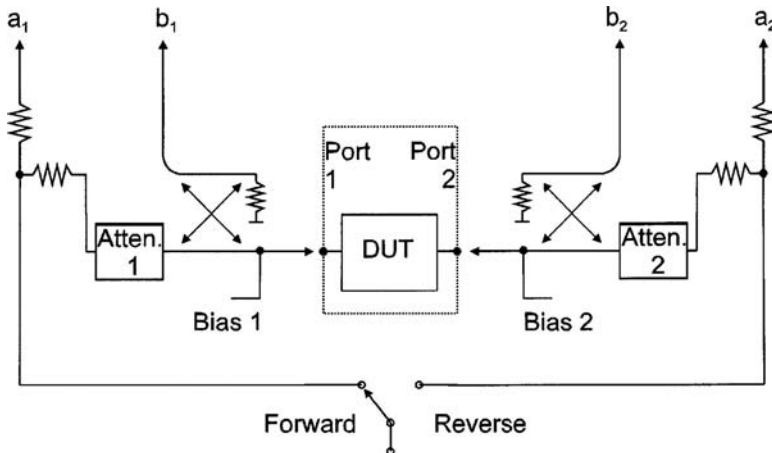 a1 b1 b2 a2
Port 1 Port 2
Atten. 1 DUT Atten. 2
Bias 1 Bias 2
Forward Reverse